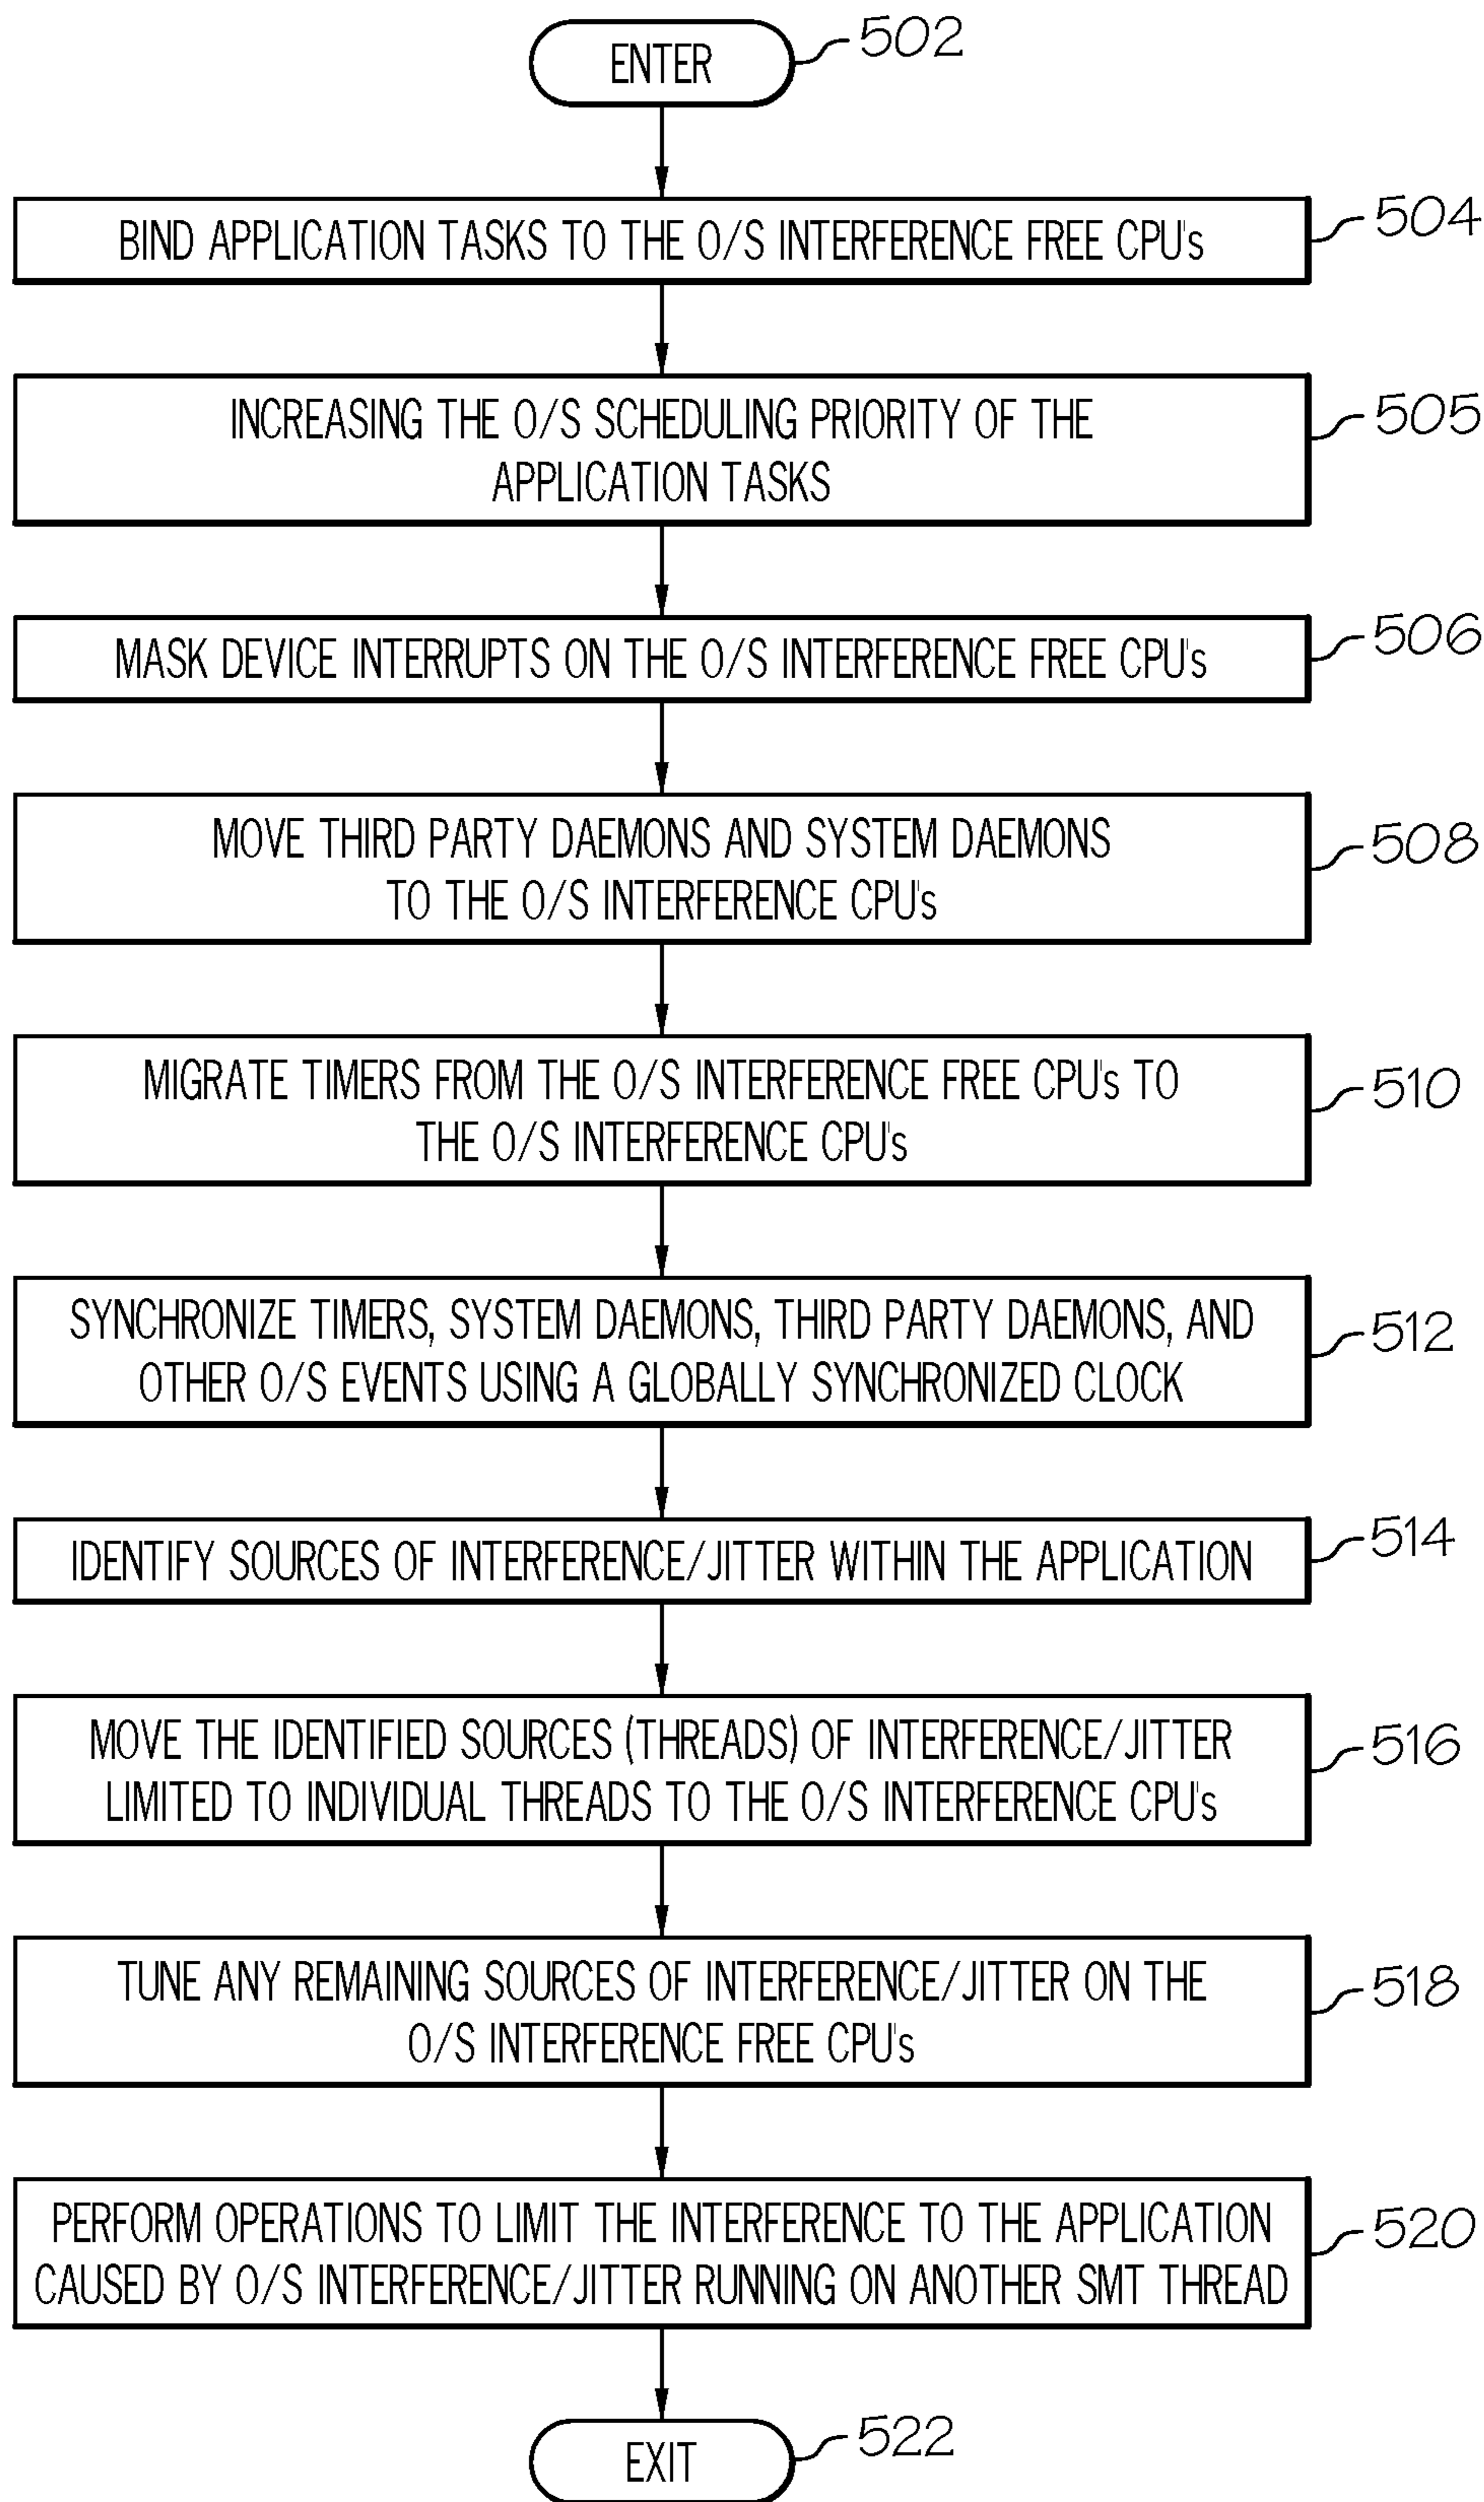 ENTER
502
BIND APPLICATION TASKS TO THE O/S INTERFERENCE FREE CPU's
504
INCREASING THE O/S SCHEDULING PRIORITY OF THE
APPLICATION TASKS
505
MASK DEVICE INTERRUPTS ON THE O/S INTERFERENCE FREE CPU's
506
MOVE THIRD PARTY DAEMONS AND SYSTEM DAEMONS
TO THE O/S INTERFERENCE CPU's
508
MIGRATE TIMERS FROM THE O/S INTERFERENCE FREE CPU's TO
THE O/S INTERFERENCE CPU's
510
SYNCHRONIZE TIMERS, SYSTEM DAEMONS, THIRD PARTY DAEMONS, AND
OTHER O/S EVENTS USING A GLOBALLY SYNCHRONIZED CLOCK
512
IDENTIFY SOURCES OF INTERFERENCE/JITTER WITHIN THE APPLICATION
514
MOVE THE IDENTIFIED SOURCES (THREADS) OF INTERFERENCE/JITTER
LIMITED TO INDIVIDUAL THREADS TO THE O/S INTERFERENCE CPU's
516
TUNE ANY REMAINING SOURCES OF INTERFERENCE/JITTER ON THE
O/S INTERFERENCE FREE CPU's
518
PERFORM OPERATIONS TO LIMIT THE INTERFERENCE TO THE APPLICATION
CAUSED BY O/S INTERFERENCE/JITTER RUNNING ON ANOTHER SMT THREAD
520
EXIT
522